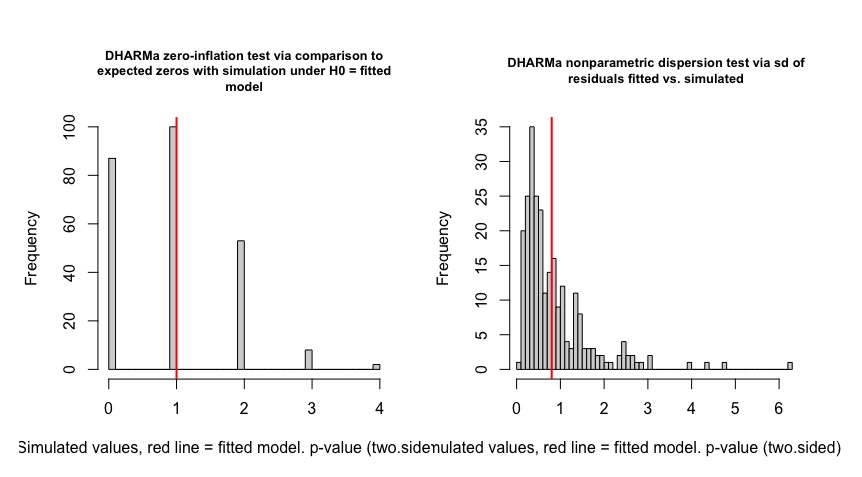 DHARMa zero-inflation test via comparison to
expected zeros with simulation under H0 = fitted
model
Frequency
0
20
40
60
80
100
0 1 2 3 4
Simulated values, red line = fitted model. p-value (two.sided
DHARMa nonparametric dispersion test via sd of
residuals fitted vs. simulated
Frequency
0
5
10
15
20
25
30
35
0 1 2 3 4 5 6
values, red line = fitted model. p-value (two.sided)